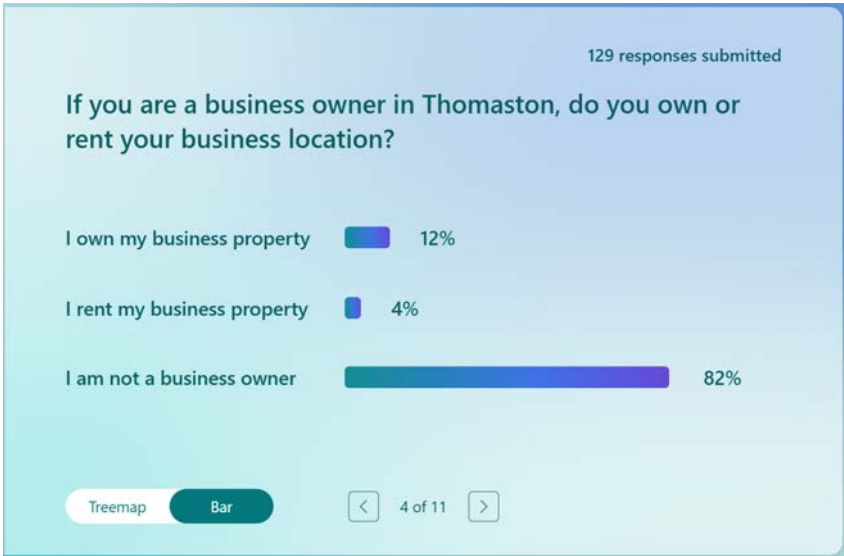 129 responses submitted
If you are a business owner in Thomaston, do you own or
rent your business location?
I own my business property 12%
I rent my business property 4%
I am not a business owner 82%
Treemap Bar < 4 of 11 >